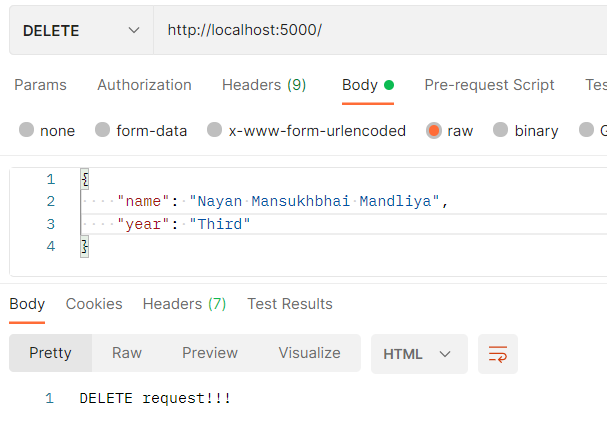 DELETE http://localhost:5000/
Params Authorization Headers (9) Body Pre-request Script
none form-data x-www-form-urlencoded raw binary
1 {
2 "name": "Nayan Mansukhbhai Mandliya",
3 "year": "Third"
4 }
Body Cookies Headers (7) Test Results
Pretty Raw Preview Visualize HTML
1 DELETE request!!!